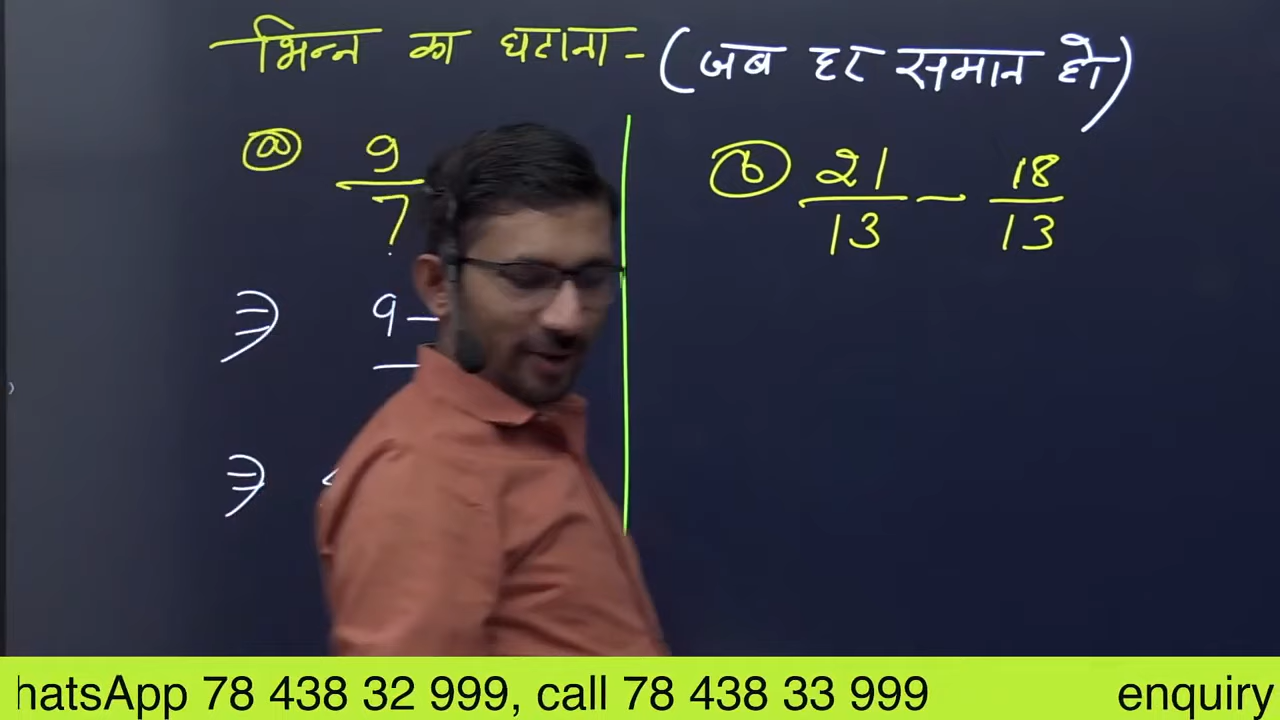 भिन्न का घटाना - (जब हर समान हो)
(a) 9/7
⇒ 9 -
⇒
(b) 21/13 - 18/13
hatsApp 78 438 32 999, call 78 438 33 999 enquiry